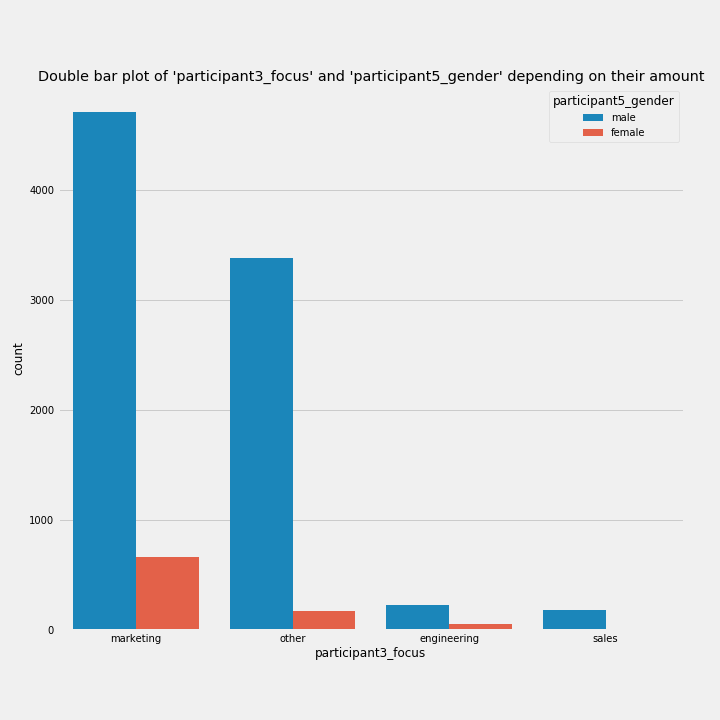 Double bar plot of 'participant3_focus' and 'participant5_gender' depending on their amount
participant5_gender
male
female
4000
3000
2000
1000
0
count
marketing other engineering sales
participant3_focus